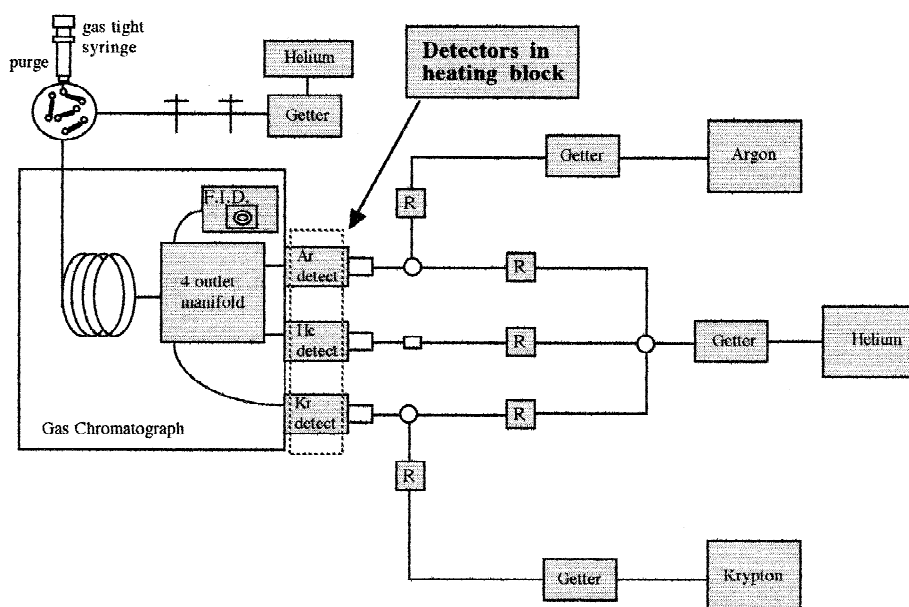 gas tight
syringe
purge
Helium
Getter
Detectors in
heating block
Getter
Argon
R
F.I.D.
Ar
detect
R
4 outlet
manifold
He
detect
R
Getter
Helium
Kr
detect
R
Gas Chromatograph
R
Getter
Krypton